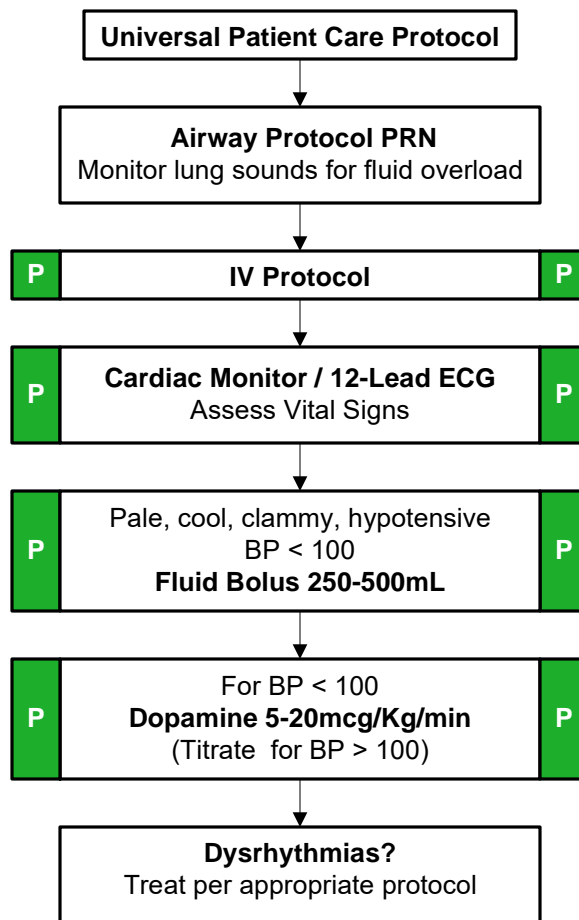 Universal Patient Care Protocol
Airway Protocol PRN
Monitor lung sounds for fluid overload
P IV Protocol P
P Cardiac Monitor / 12-Lead ECG P
Assess Vital Signs
Pale, cool, clammy, hypotensive
P BP < 100 P
Fluid Bolus 250-500mL
For BP < 100
P Dopamine 5-20mcg/Kg/min P
(Titrate for BP > 100)
Dysrhythmias?
Treat per appropriate protocol